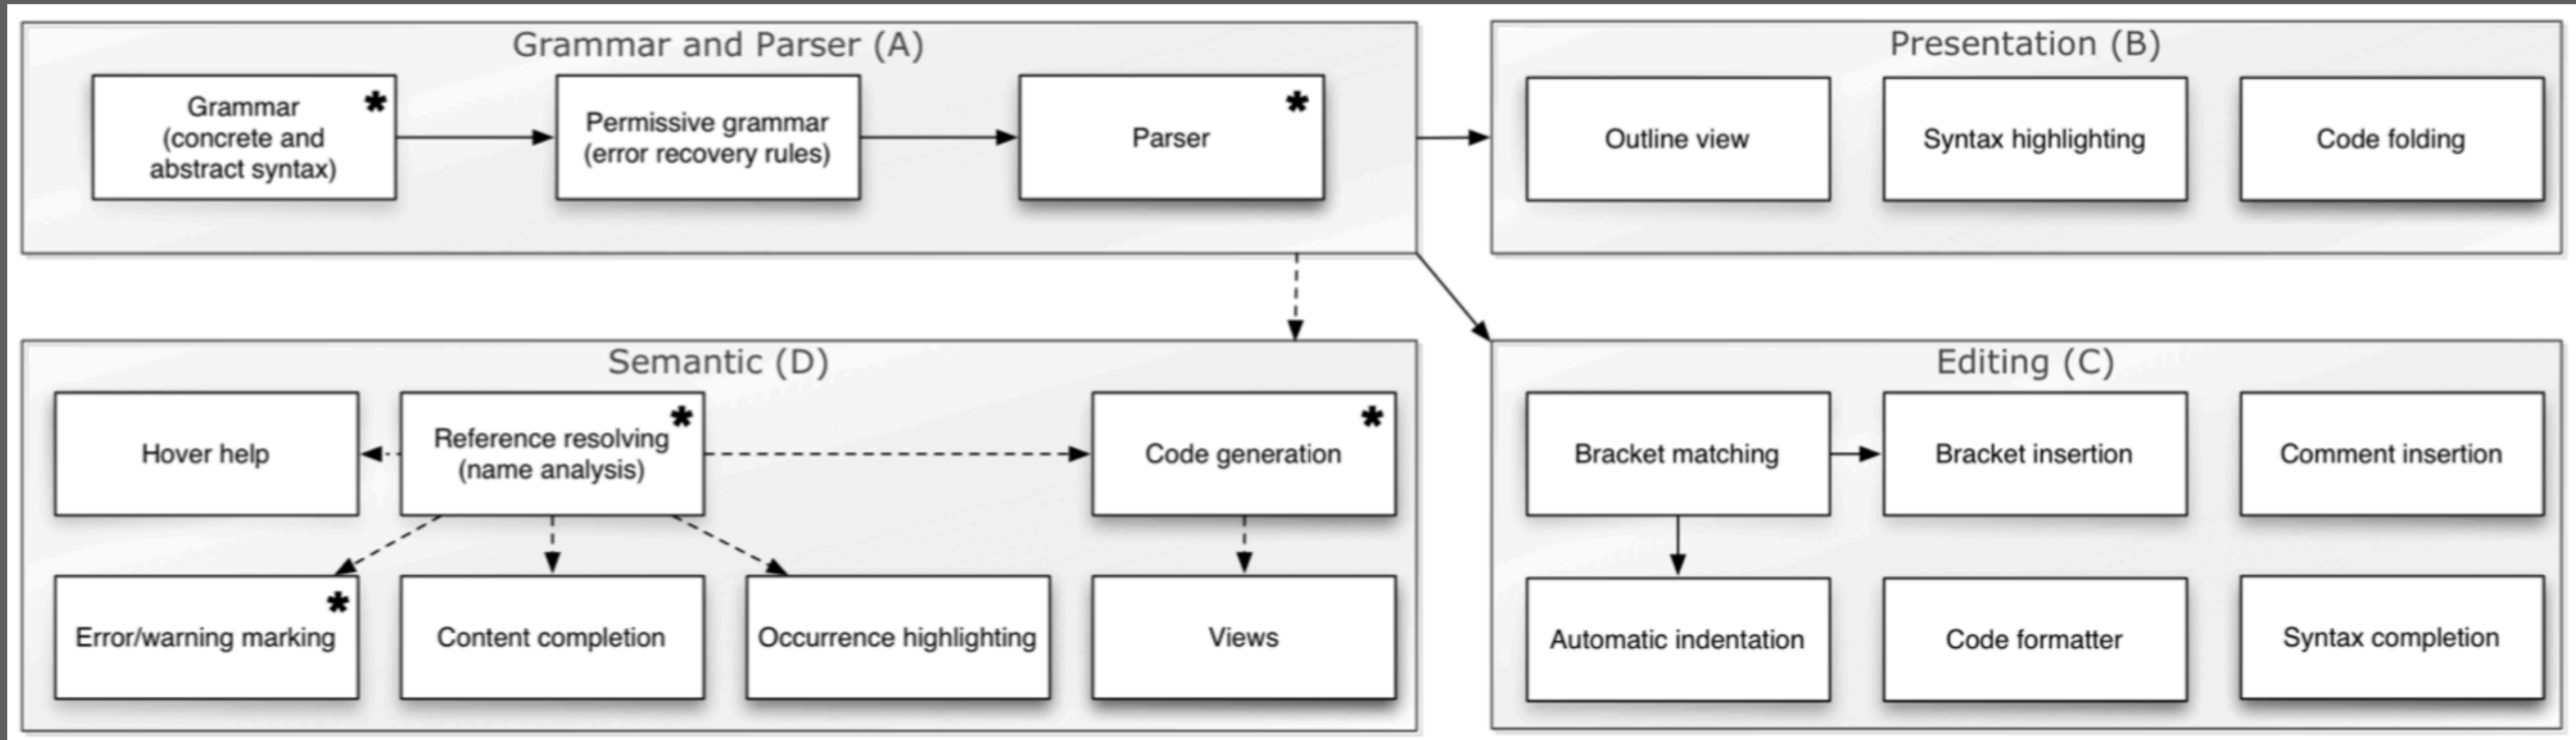 Grammar and Parser (A)
Grammar
(concrete and
abstract syntax)
*
Permissive grammar
(error recovery rules)
Parser
*
Presentation (B)
Outline view
Syntax highlighting
Code folding
Semantic (D)
Hover help
Reference resolving
(name analysis)
*
Code generation
*
Error/warning marking
*
Content completion
Occurrence highlighting
Views
Editing (C)
Bracket matching
Bracket insertion
Comment insertion
Automatic indentation
Code formatter
Syntax completion